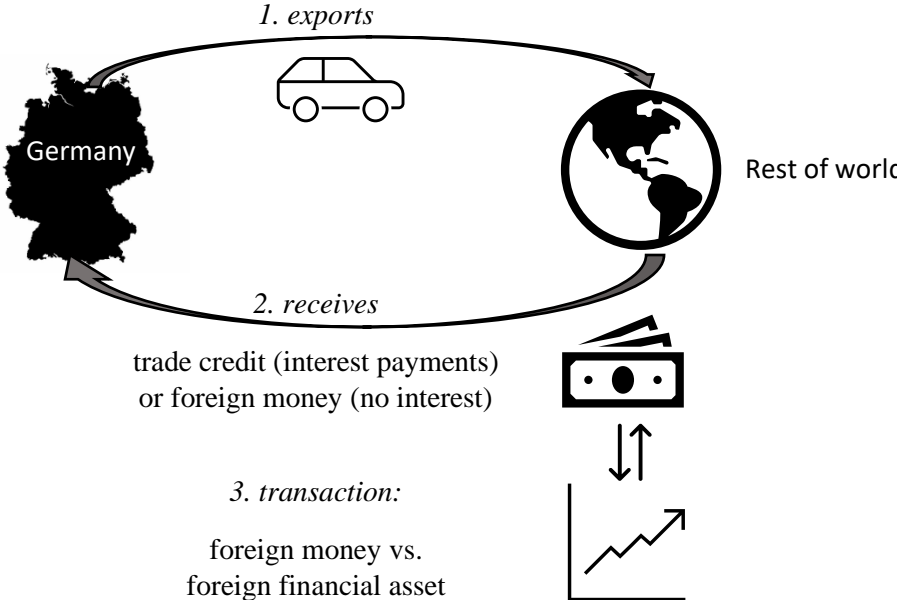 1. exports
Germany
Rest of world
2. receives
trade credit (interest payments)
or foreign money (no interest)
3. transaction:
foreign money vs.
foreign financial asset